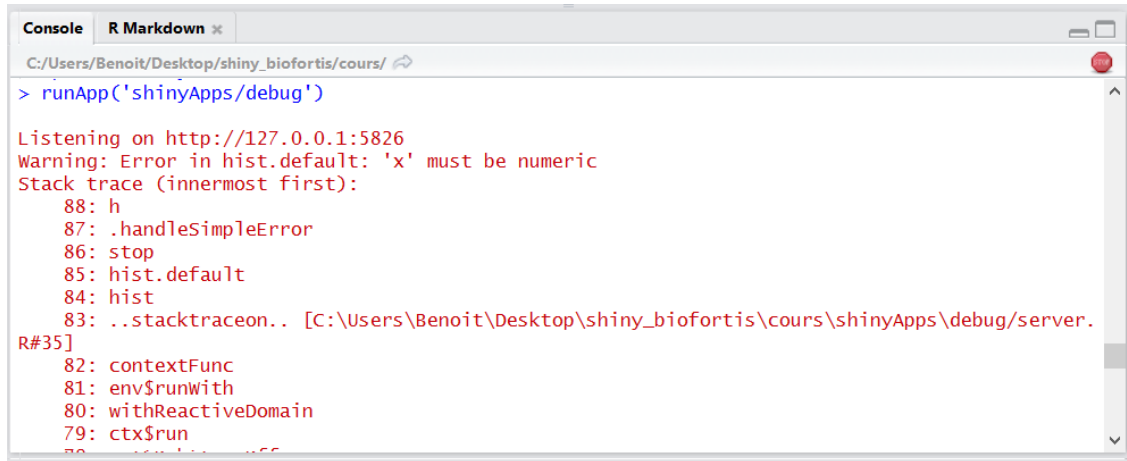 Console R Markdown
C:/Users/Benoit/Desktop/shiny_biofortis/cours/
STOP
> runApp('shinyApps/debug')
Listening on http://127.0.0.1:5826
Warning: Error in hist.default: 'x' must be numeric
Stack trace (innermost first):
88: h
87: .handleSimpleError
86: stop
85: hist.default
84: hist
83: ..stacktraceon.. [C:\Users\Benoit\Desktop\shiny_biofortis\cours\shinyApps\debug/server.
R#35]
82: contextFunc
81: env$runWith
80: withReactiveDomain
79: ctx$run